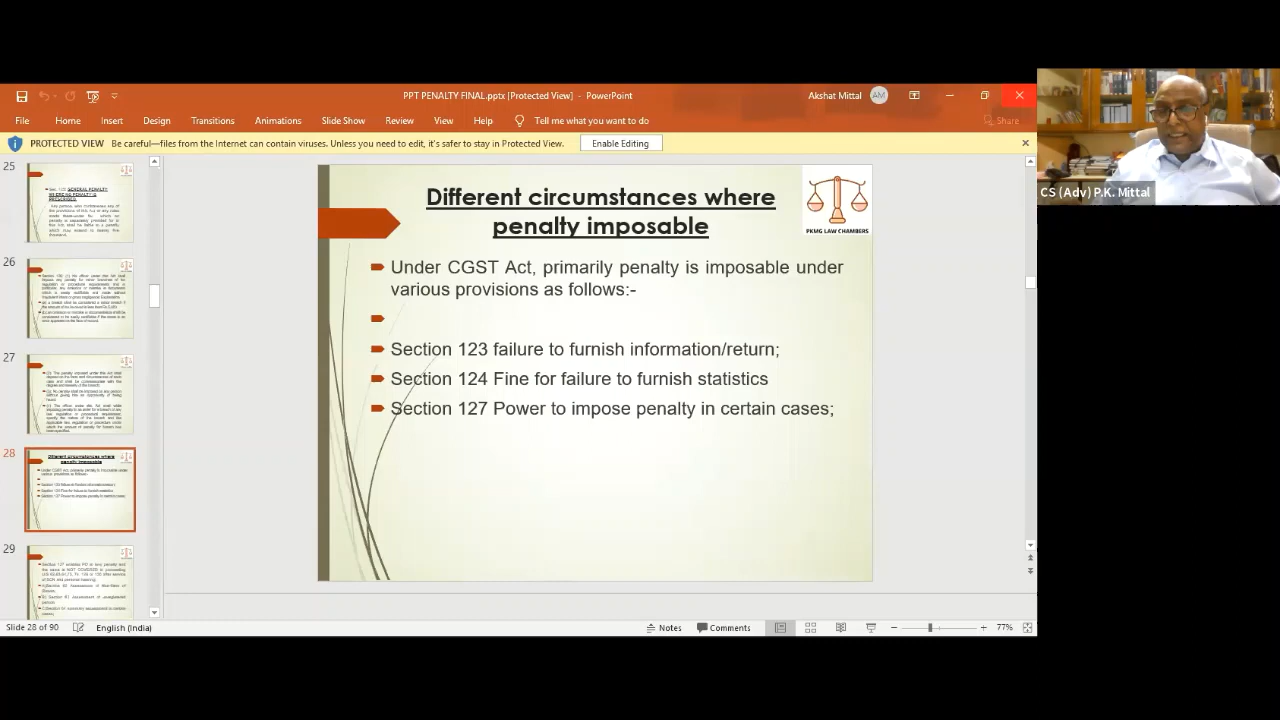 PPT PENALTY FINAL.pptx [Protected View] - PowerPoint
Akshat Mittal AM
File Home Insert Design Transitions Animations Slide Show Review View Help Tell me what you want to do Share
PROTECTED VIEW Be careful—files from the Internet can contain viruses. Unless you need to edit, it's safer to stay in Protected View. Enable Editing
CS (Adv) P.K. Mittal
25
26
27
28
Different circumstances where
penalty imposable
29
Different circumstances where
penalty imposable
PKMG LAW CHAMBERS
Under CGST Act, primarily penalty is imposable under
various provisions as follows:-
Section 123 failure to furnish information/return;
Section 124 Fine for failure to furnish statistics
Section 127 Power to impose penalty in certain cases;
Slide 28 of 90 English (India) Notes Comments 77%